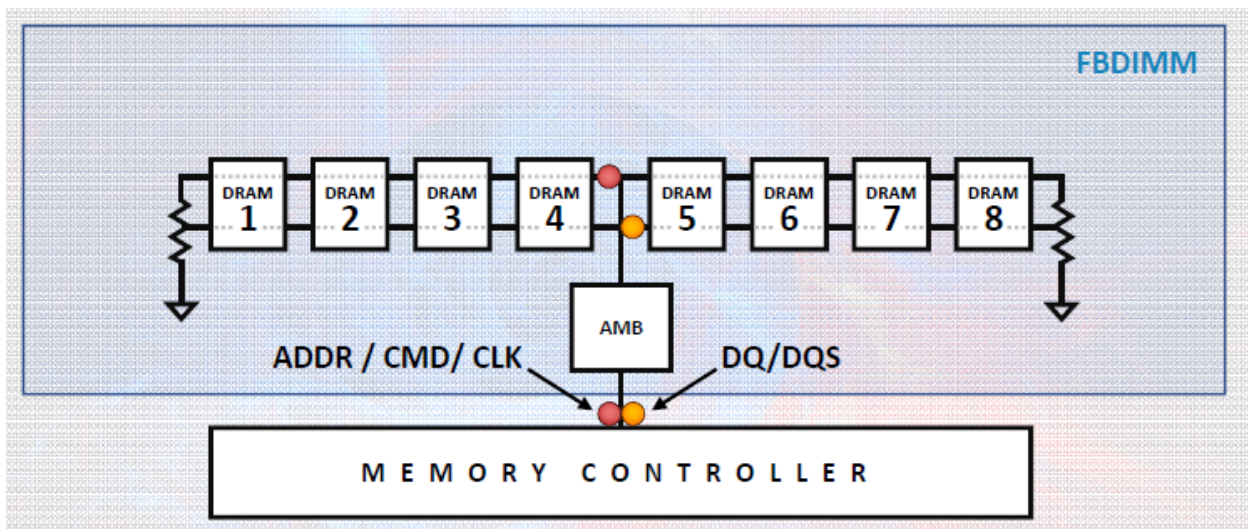 FBDIMM
DRAM DRAM DRAM DRAM DRAM DRAM DRAM DRAM
1 2 3 4 5 6 7 8
AMB
ADDR / CMD/ CLK DQ/DQS
MEMORY CONTROLLER